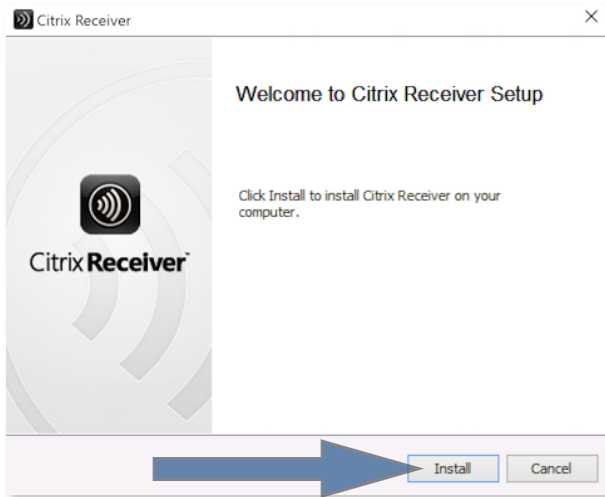 Citrix Receiver
Welcome to Citrix Receiver Setup
Click Install to install Citrix Receiver on your
computer.
Citrix Receiver™
Install Cancel